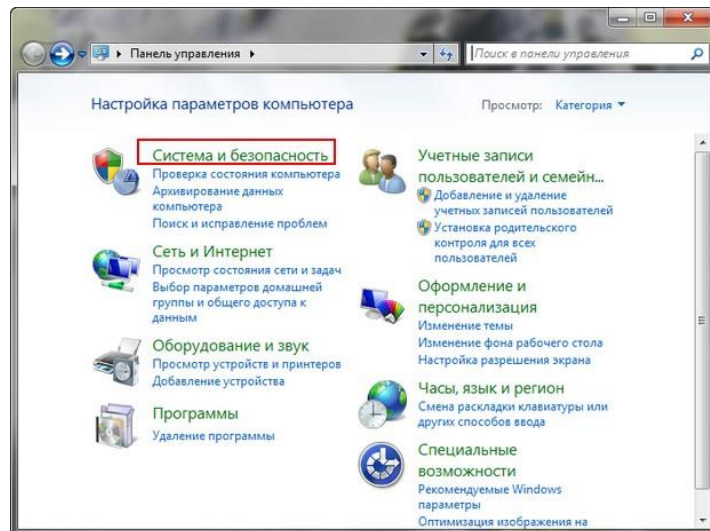 Панель управления
Поиск в панели управления
Настройка параметров компьютера
Просмотр: Категория
Система и безопасность
Проверка состояния компьютера
Архивирование данных
компьютера
Поиск и исправление проблем
Сеть и Интернет
Просмотр состояния сети и задач
Выбор параметров домашней
группы и общего доступа к
данным
Оборудование и звук
Просмотр устройств и принтеров
Добавление устройства
Программы
Удаление программы
Учетные записи
пользователей и семейн...
Добавление и удаление
учетных записей пользователей
Установка родительского
контроля для всех
пользователей
Оформление и
персонализация
Изменение темы
Изменение фона рабочего стола
Настройка разрешения экрана
Часы, язык и регион
Смена раскладки клавиатуры или
других способов ввода
Специальные
возможности
Рекомендуемые Windows
параметры
Оптимизация изображения на